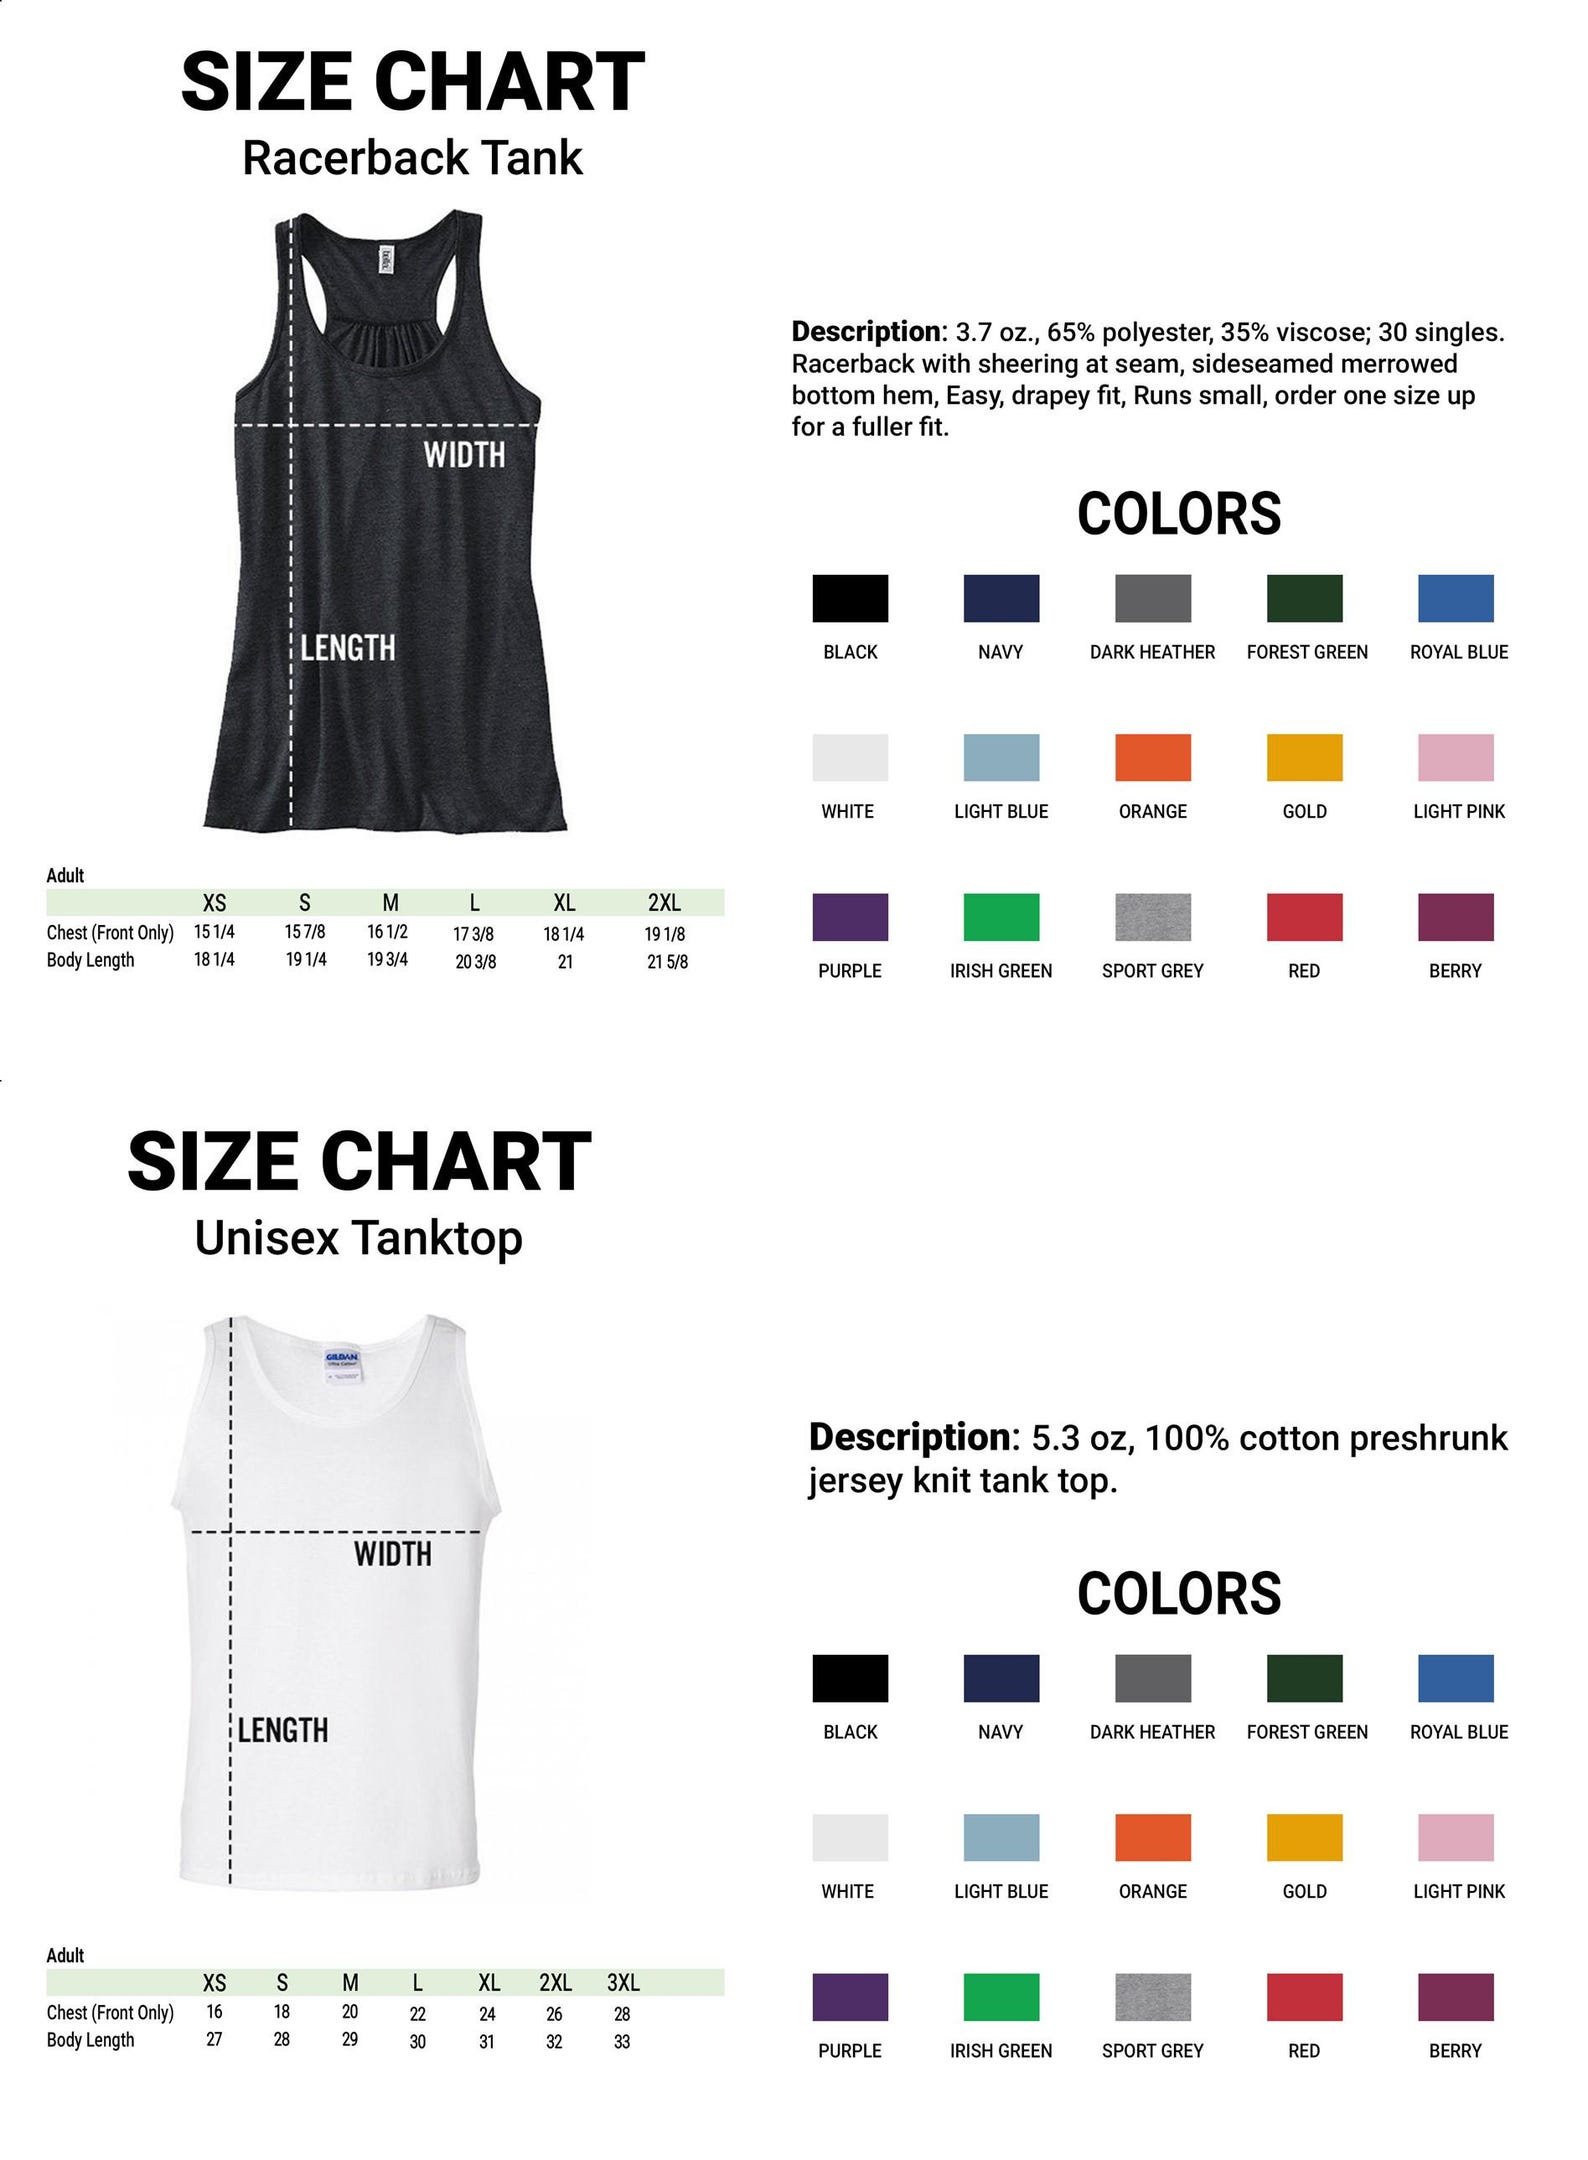 SIZE CHART
Racerback Tank
bella
WIDTH
LENGTH
Adult
XS S M L XL 2XL
Chest (Front Only) 15 1/4 15 7/8 16 1/2 17 3/8 18 1/4 19 1/8
Body Length 18 1/4 19 1/4 19 3/4 20 3/8 21 21 5/8
Description: 3.7 oz., 65% polyester, 35% viscose; 30 singles.
Racerback with sheering at seam, sideseamed merrowed
bottom hem, Easy, drapey fit, Runs small, order one size up
for a fuller fit.
COLORS
BLACK NAVY DARK HEATHER FOREST GREEN ROYAL BLUE
WHITE LIGHT BLUE ORANGE GOLD LIGHT PINK
PURPLE IRISH GREEN SPORT GREY RED BERRY
SIZE CHART
Unisex Tanktop
GILDAN
Ultra Cotton
WIDTH
LENGTH
Adult
XS S M L XL 2XL 3XL
Chest (Front Only) 16 18 20 22 24 26 28
Body Length 27 28 29 30 31 32 33
Description: 5.3 oz, 100% cotton preshrunk
jersey knit tank top.
COLORS
BLACK NAVY DARK HEATHER FOREST GREEN ROYAL BLUE
WHITE LIGHT BLUE ORANGE GOLD LIGHT PINK
PURPLE IRISH GREEN SPORT GREY RED BERRY